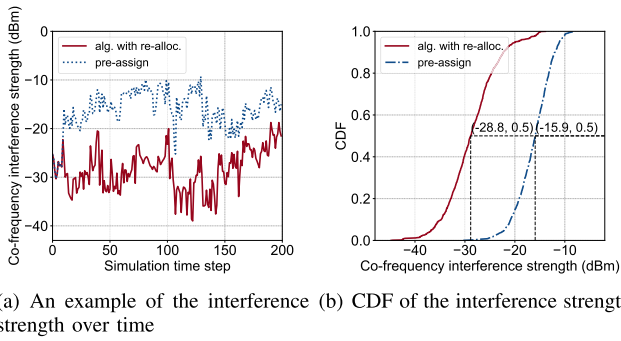 Co-frequency interference strength (dBm)
0
−10
−20
−30
−40
alg. with re-alloc.
pre-assign
0
50
100
150
200
Simulation time step
CDF
1.0
0.8
0.6
0.4
0.2
0.0
alg. with re-alloc.
pre-assign
(-28.8, 0.5)
(-15.9, 0.5)
−40
−30
−20
−10
Co-frequency interference strength (dBm)
(a) An example of the interference
strength over time
(b) CDF of the interference strengt